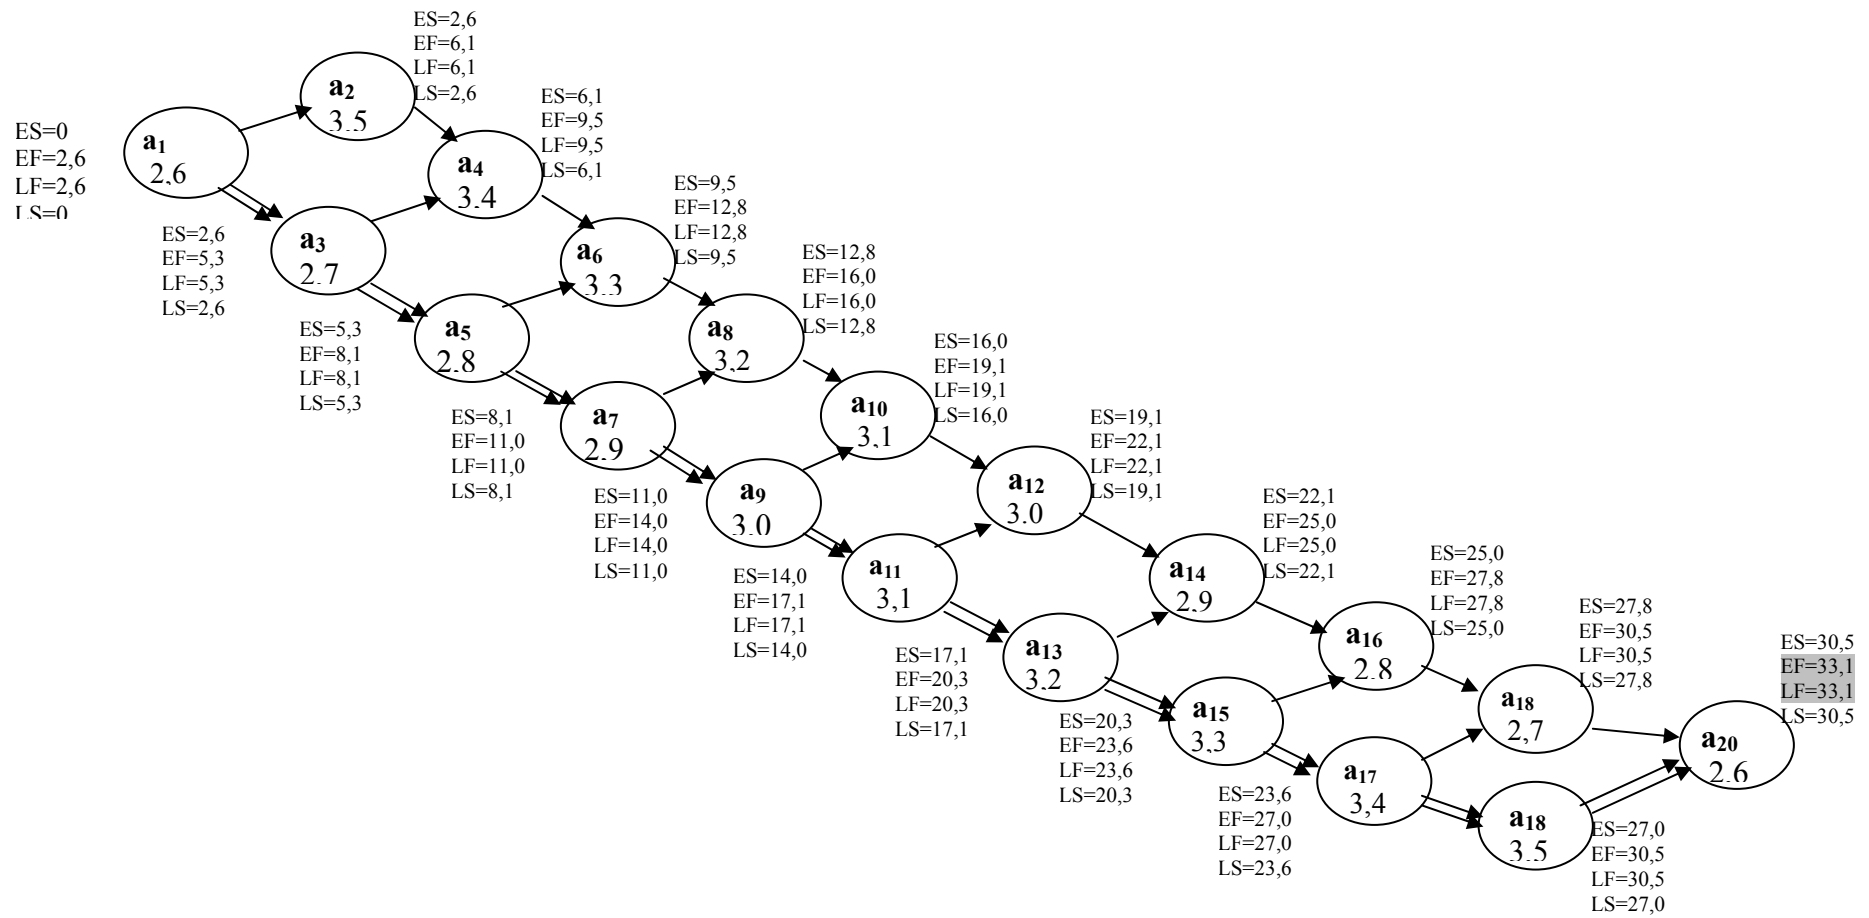 ES=0
EF=2,6
LF=2,6
LS=0
a1
2,6
ES=2,6
EF=6,1
LF=6,1
LS=2,6
a2
3.5
ES=2,6
EF=5,3
LF=5,3
LS=2,6
a3
2.7
ES=6,1
EF=9,5
LF=9,5
LS=6,1
a4
3.4
ES=5,3
EF=8,1
LF=8,1
LS=5,3
a5
2.8
ES=9,5
EF=12,8
LF=12,8
LS=9,5
a6
3.3
ES=8,1
EF=11,0
LF=11,0
LS=8,1
a7
2.9
ES=12,8
EF=16,0
LF=16,0
LS=12,8
a8
3,2
ES=11,0
EF=14,0
LF=14,0
LS=11,0
a9
3.0
ES=16,0
EF=19,1
LF=19,1
LS=16,0
a10
3,1
ES=14,0
EF=17,1
LF=17,1
LS=14,0
a11
3,1
ES=19,1
EF=22,1
LF=22,1
LS=19,1
a12
3.0
ES=17,1
EF=20,3
LF=20,3
LS=17,1
a13
3.2
ES=22,1
EF=25,0
LF=25,0
LS=22,1
a14
2,9
ES=20,3
EF=23,6
LF=23,6
LS=20,3
a15
3.3
ES=25,0
EF=27,8
LF=27,8
LS=25,0
a16
2.8
ES=23,6
EF=27,0
LF=27,0
LS=23,6
a17
3,4
ES=27,8
EF=30,5
LF=30,5
LS=27,8
a18
2,7
ES=27,0
EF=30,5
LF=30,5
LS=27,0
a18
3.5
ES=30,5
EF=33,1
LF=33,1
LS=30,5
a20
2.6